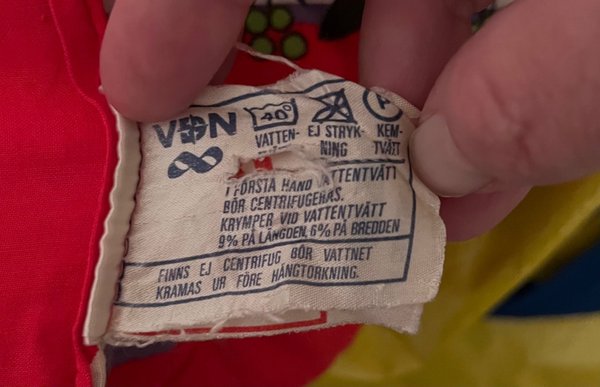 VDN 40° A
VATTEN- EJ STRYK- KEM-
NING TVÄTT
I FÖRSTA HAND VATTENTVÄTT
BÖR CENTRIFUGERAS.
KRYMPER VID VATTENTVÄTT
9% PÅ LÄNGDEN, 6% PÅ BREDDEN
FINNS EJ CENTRIFUG BÖR VATTNET
KRAMAS UR FÖRE HÄNGTORKNING.